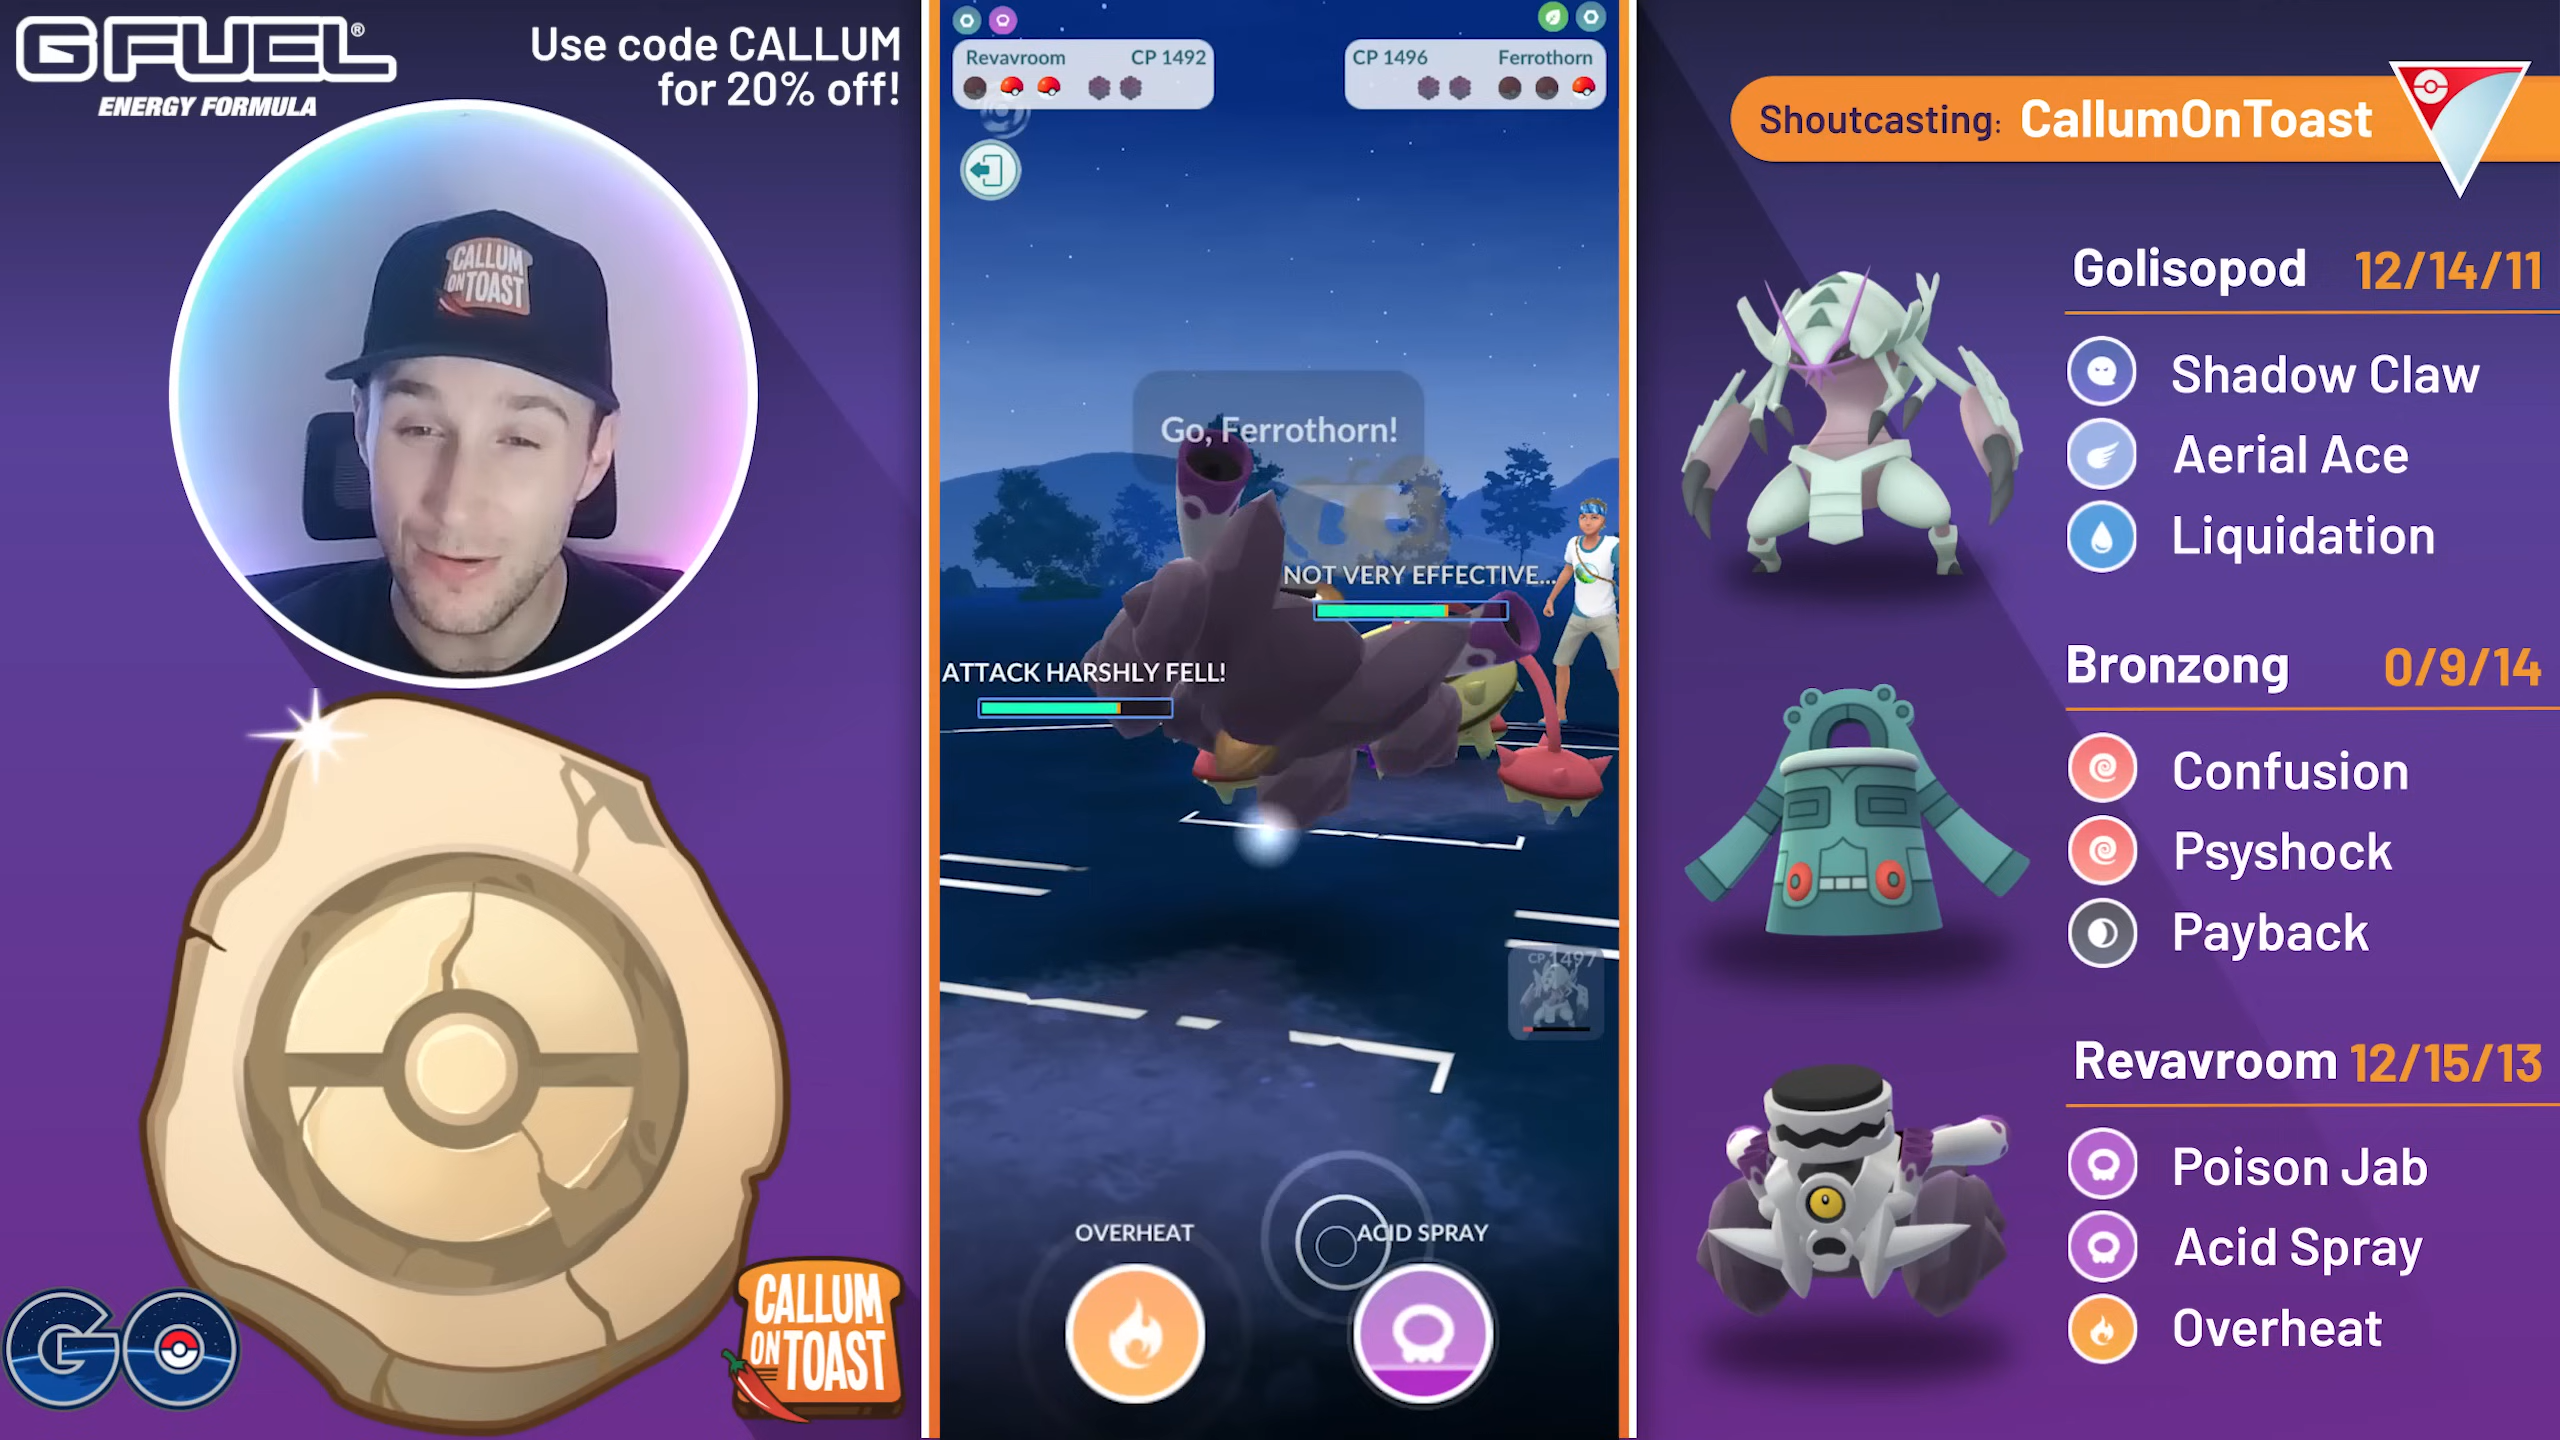 GFUEL®
ENERGY FORMULA
Use code CALLUM
for 20% off!
CALLUM
ON TOAST
GO
CALLUM
ON TOAST
Revavroom CP 1492
CP 1496 Ferrothorn
Go, Ferrothorn!
NOT VERY EFFECTIVE...
ATTACK HARSHLY FELL!
CP 1497
OVERHEAT
ACID SPRAY
Shoutcasting: CallumOnToast
Golisopod 12/14/11
Shadow Claw
Aerial Ace
Liquidation
Bronzong 0/9/14
Confusion
Psyshock
Payback
Revavroom 12/15/13
Poison Jab
Acid Spray
Overheat